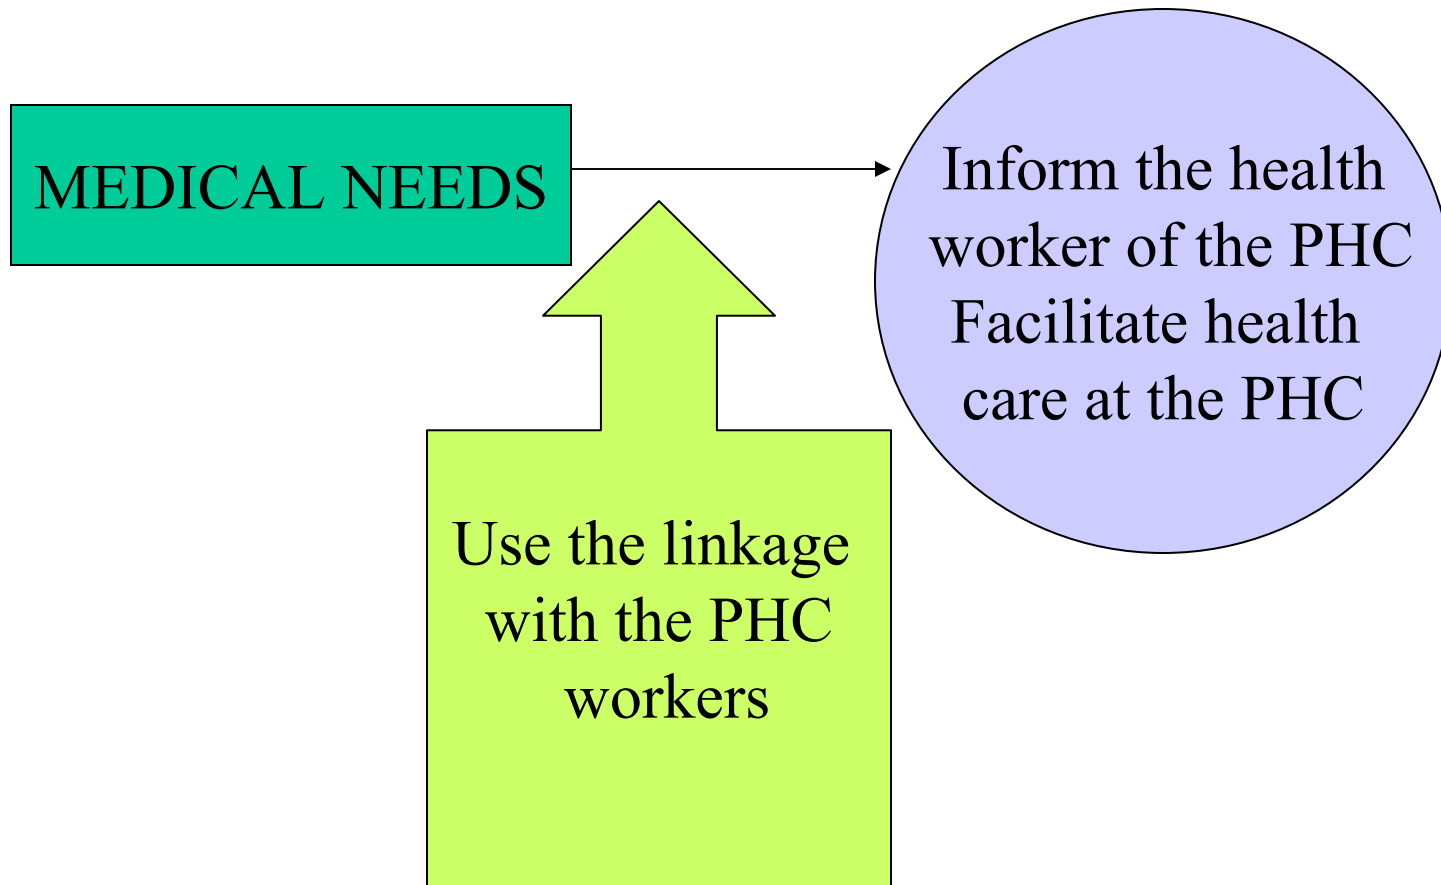 MEDICAL NEEDS
Inform the health
worker of the PHC
Facilitate health
care at the PHC
Use the linkage
with the PHC
workers